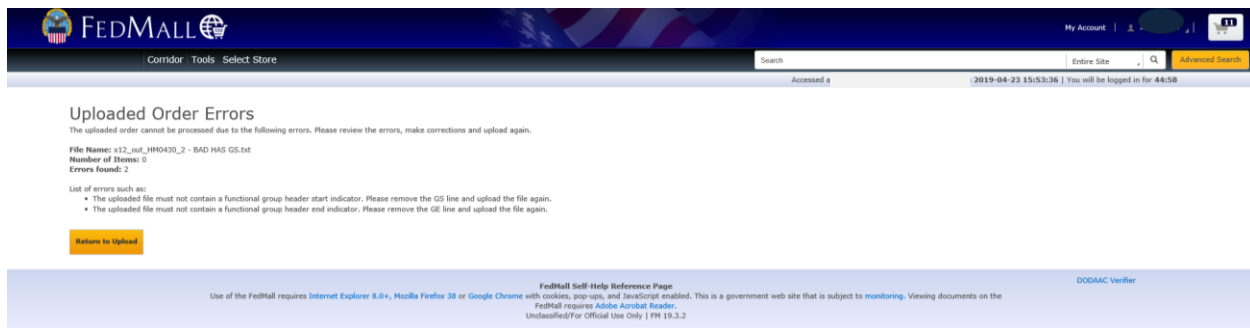 FEDMALL
My Account |
11
Corridor Tools Select Store
Search
Entire Site
Advanced Search
Accessed a
2019-04-23 15:53:36 | You will be logged in for 44:58
Uploaded Order Errors
The uploaded order cannot be processed due to the following errors. Please review the errors, make corrections and upload again.
File Name: x12_out_HM0430_2 - BAD HAS GS.txt
Number of Items: 0
Errors found: 2
List of errors such as:
• The uploaded file must not contain a functional group header start indicator. Please remove the GS line and upload the file again.
• The uploaded file must not contain a functional group header end indicator. Please remove the GE line and upload the file again.
Return to Upload
FedMall Self-Help Reference Page
DODAAC Verifier
Use of the FedMall requires Internet Explorer 8.0+, Mozilla Firefox 38 or Google Chrome with cookies, pop-ups, and JavaScript enabled. This is a government web site that is subject to monitoring. Viewing documents on the
FedMall requires Adobe Acrobat Reader.
Unclassified/For Official Use Only | FM 19.3.2